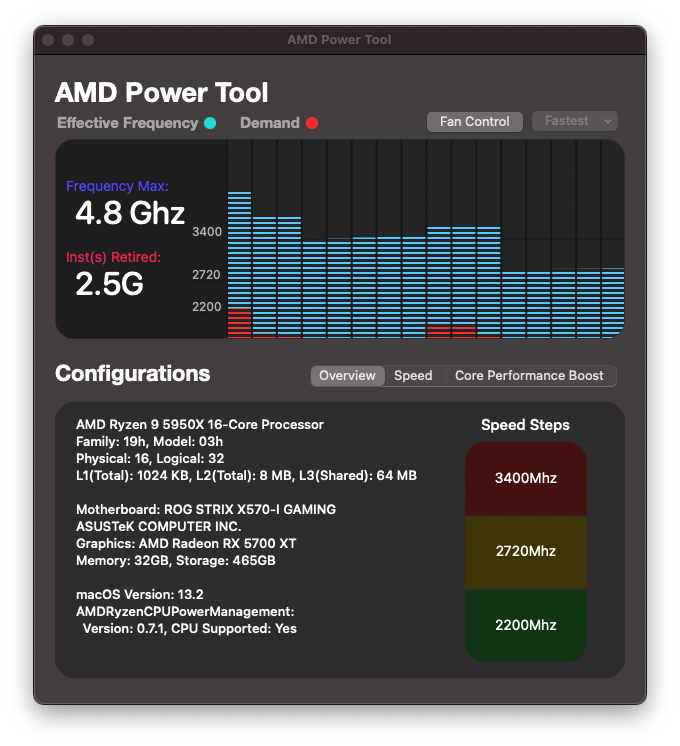 AMD Power Tool
AMD Power Tool
Effective Frequency
Demand
Fan Control
Fastest
Frequency Max:
4.8 Ghz
Inst(s) Retired:
2.5G
3400
2720
2200
Configurations
Overview
Speed
Core Performance Boost
AMD Ryzen 9 5950X 16-Core Processor
Family: 19h, Model: 03h
Physical: 16, Logical: 32
L1(Total): 1024 KB, L2(Total): 8 MB, L3(Shared): 64 MB
Motherboard: ROG STRIX X570-I GAMING
ASUSTeK COMPUTER INC.
Graphics: AMD Radeon RX 5700 XT
Memory: 32GB, Storage: 465GB
macOS Version: 13.2
AMDRyzenCPUPowerManagement:
Version: 0.7.1, CPU Supported: Yes
Speed Steps
3400Mhz
2720Mhz
2200Mhz